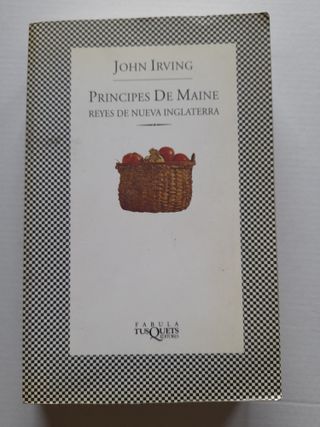 JOHN IRVING
PRINCIPES DE MAINE
REYES DE NUEVA INGLATERRA
FABULA
TUSQUETS
EDITORES